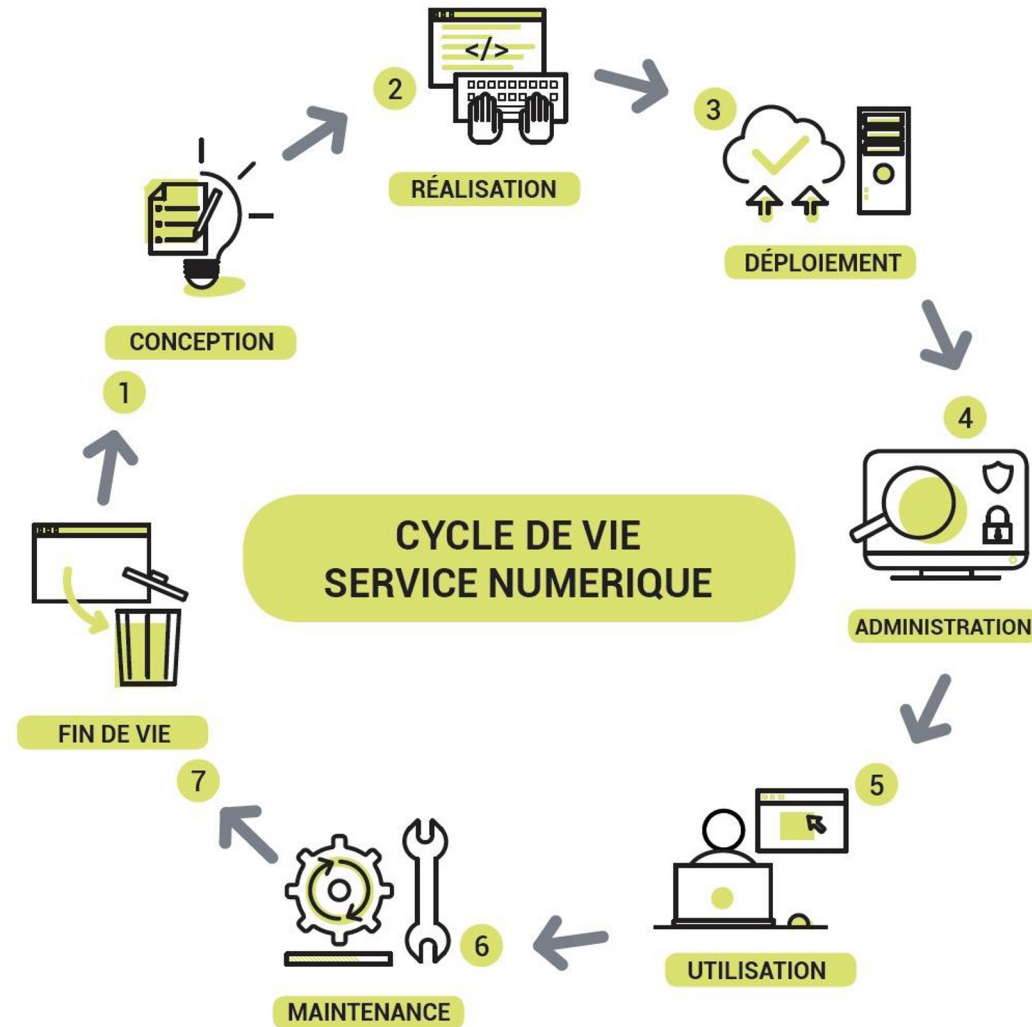 2
</>
3
RÉALISATION
DÉPLOIEMENT
CONCEPTION
1
4
CYCLE DE VIE
SERVICE NUMERIQUE
ADMINISTRATION
FIN DE VIE
7
5
6
UTILISATION
MAINTENANCE